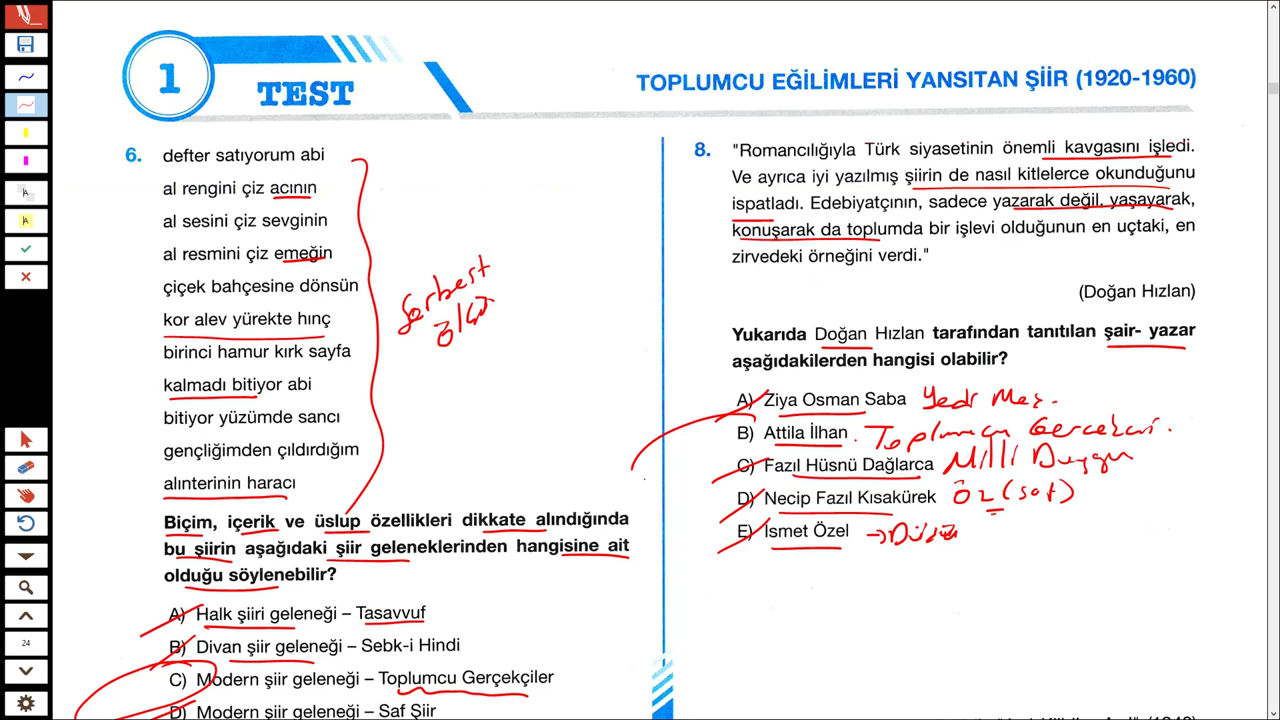 1
TEST
TOPLUMCU EĞİLİMLERİ YANSITAN ŞİİR (1920-1960)
6. defter satıyorum abi
al rengini çiz acının
al sesini çiz sevginin
al resmini çiz emeğin
çiçek bahçesine dönsün
kor alev yürekte hınç
birinci hamur kırk sayfa
kalmadı bitiyor abi
bitiyor yüzümde sancı
gençliğimden çıldırdığım
alınterinin haracı
Serbest
ölçü
Biçim, içerik ve üslup özellikleri dikkate alındığında
bu şiirin aşağıdaki şiir geleneklerinden hangisine ait
olduğu söylenebilir?
A) Halk şiiri geleneği – Tasavvuf
B) Divan şiir geleneği – Sebk-i Hindi
C) Modern şiir geleneği – Toplumcu Gerçekçiler
D) Modern şiir geleneği – Saf Şiir
8. "Romancılığıyla Türk siyasetinin önemli kavgasını işledi.
Ve ayrıca iyi yazılmış şiirin de nasıl kitlelerce okunduğunu
ispatladı. Edebiyatçının, sadece yazarak değil, yaşayarak,
konuşarak da toplumda bir işlevi olduğunun en uçtaki, en
zirvedeki örneğini verdi."
(Doğan Hızlan)
Yukarıda Doğan Hızlan tarafından tanıtılan şair- yazar
aşağıdakilerden hangisi olabilir?
A) Ziya Osman Saba Yedi Meş.
B) Attila İlhan. Toplumcu Gerçekçi.
C) Fazıl Hüsnü Dağlarca Milli Duygu
D) Necip Fazıl Kısakürek Öz (Saf)
E) İsmet Özel →
24